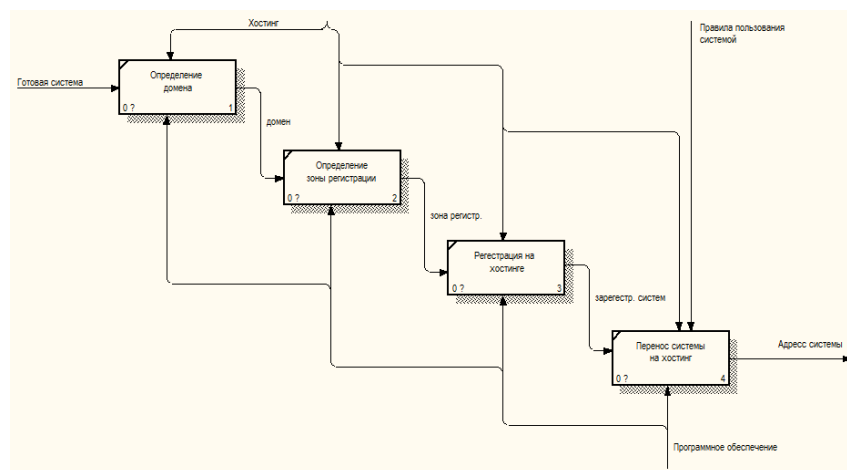 Хостинг
Правила пользования
системой
Готовая система
Определение
домена
0 ?
1
домен
Определение
зоны регистрации
0 ?
2
зона регистр.
Регестрация на
хостинге
0 ?
3
зарегестр. систем
Перенос системы
на хостинг
0 ?
4
Адресс системы
Программное обеспечение